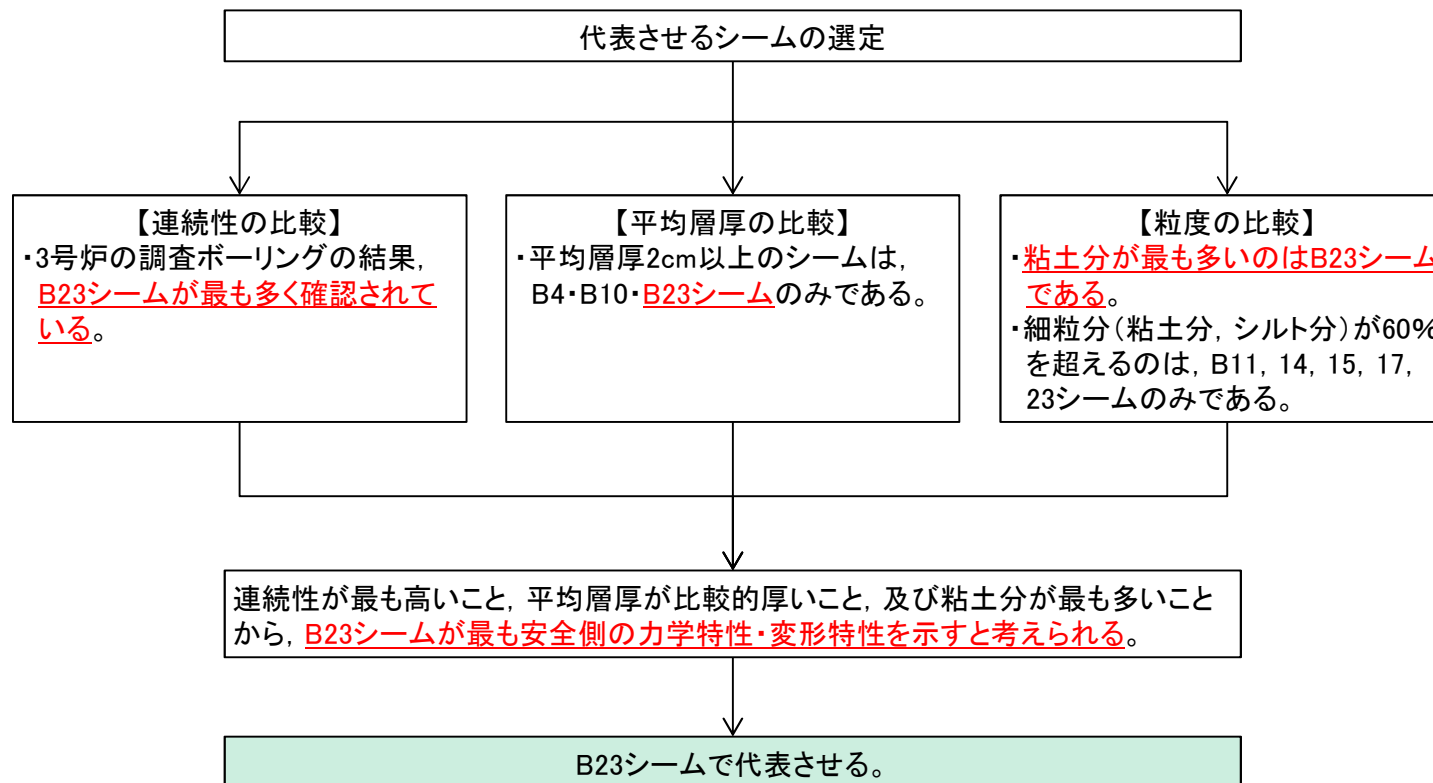 代表させるシームの選定
【連続性の比較】
・3号炉の調査ボーリングの結果,
B23シームが最も多く確認されて
いる。
【平均層厚の比較】
・平均層厚2cm以上のシームは,
B4・B10・B23シームのみである。
【粒度の比較】
・粘土分が最も多いのはB23シーム
である。
・細粒分(粘土分, シルト分)が60%
を超えるのは, B11, 14, 15, 17,
23シームのみである。
連続性が最も高いこと, 平均層厚が比較的厚いこと, 及び粘土分が最も多いこと
から, B23シームが最も安全側の力学特性・変形特性を示すと考えられる。
B23シームで代表させる。